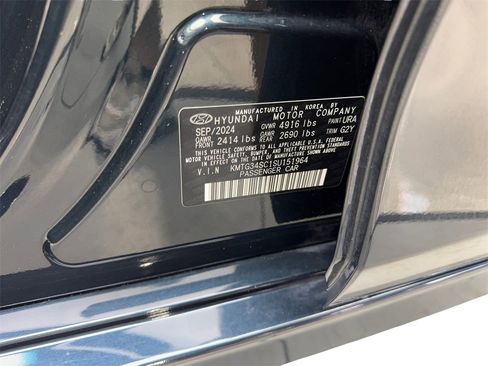 MANUFACTURED IN KOREA BY
HYUNDAI MOTOR COMPANY
SEP/2024 GVWR 4916 lbs PAINT URA
GAWR FRONT 2414 lbs GAWR REAR 2690 lbs TRIM GZY
THIS VEHICLE CONFORMS TO ALL APPLICABLE U.S.A. FEDERAL
MOTOR VEHICLE SAFETY, BUMPER, AND THEFT PREVENTION
STANDARDS IN EFFECT ON THE DATE OF MANUFACTURE SHOWN ABOVE.
V.I.N KMTG34SC1SU151964
PASSENGER CAR